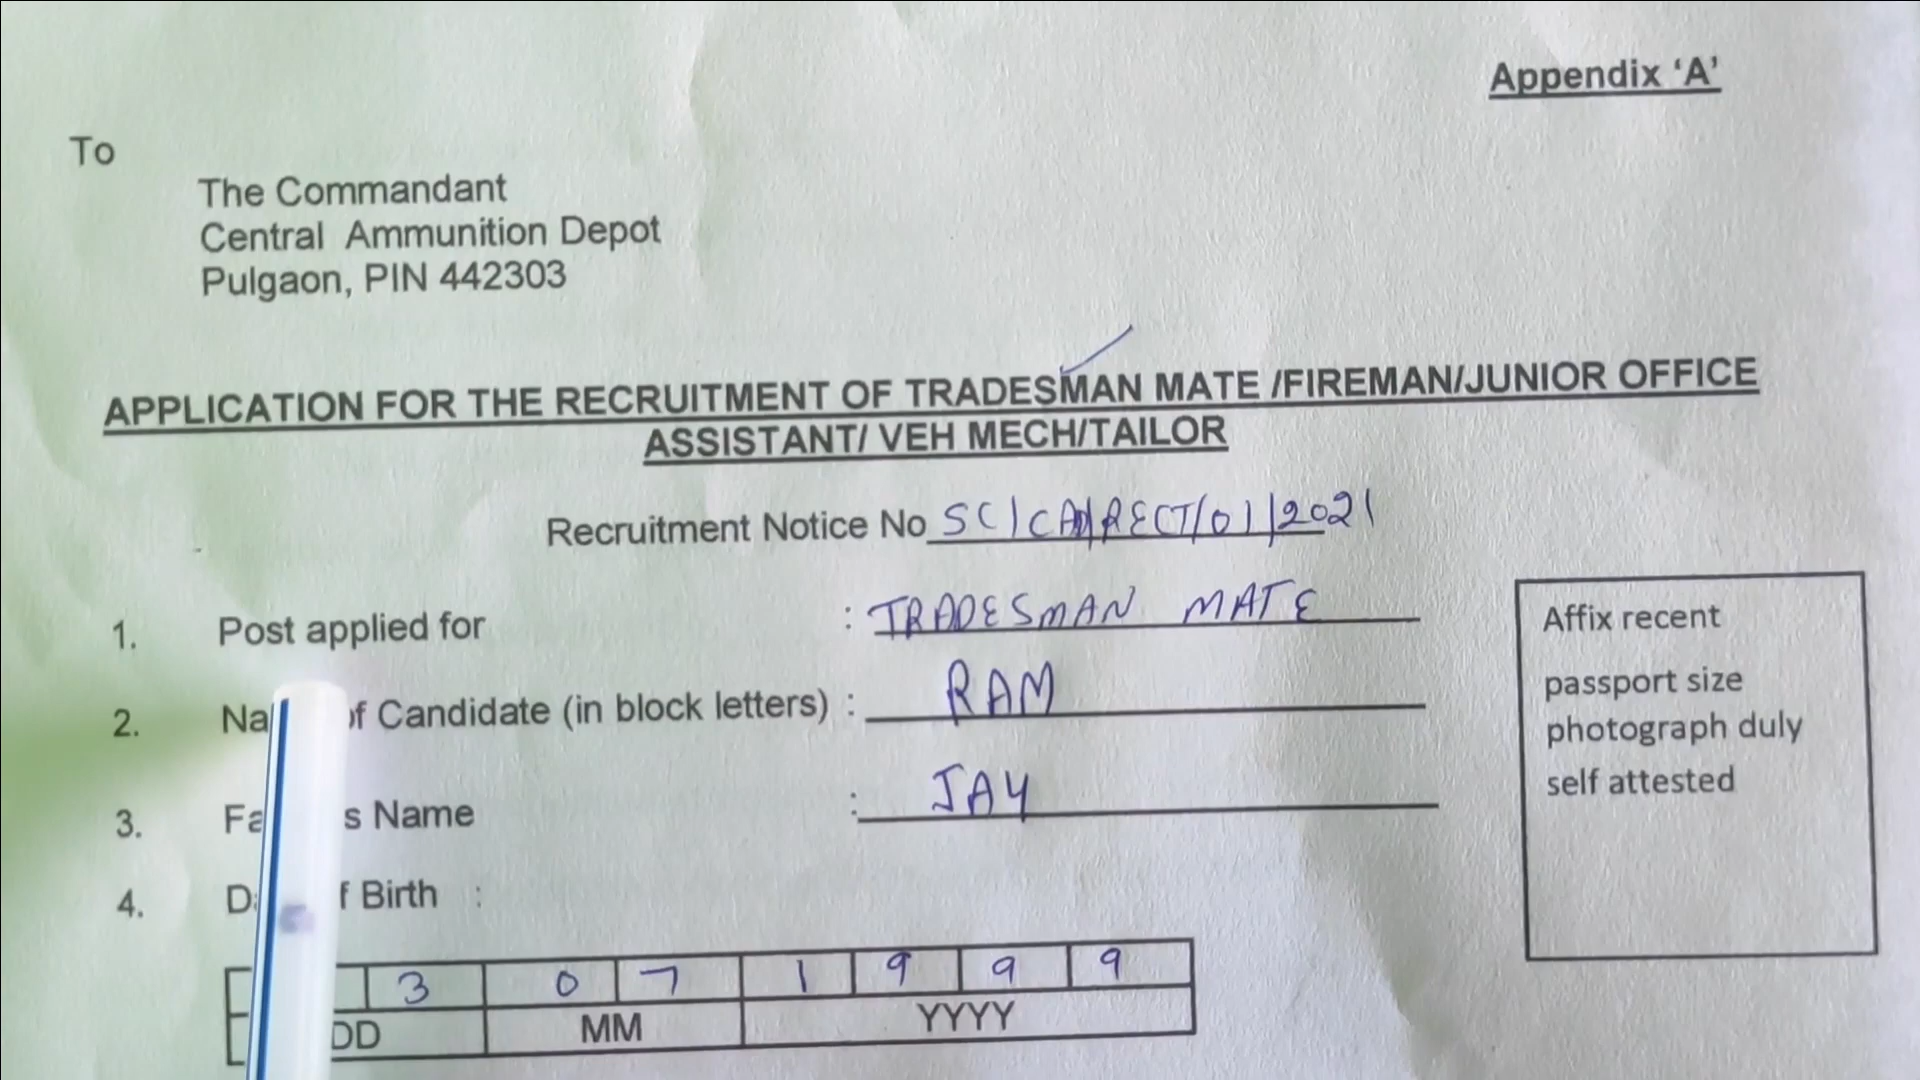 Appendix ‘A’
To
The Commandant
Central Ammunition Depot
Pulgaon, PIN 442303
APPLICATION FOR THE RECRUITMENT OF TRADESMAN MATE /FIREMAN/JUNIOR OFFICE
ASSISTANT/ VEH MECH/TAILOR
Recruitment Notice No SC/CAD/RECT/01/2021
1. Post applied for : TRADESMAN MATE
2. Na of Candidate (in block letters) : RAM
3. Fa s Name : JAY
4. D f Birth :
3 0 7 1 9 9 9
DD MM YYYY
Affix recent
passport size
photograph duly
self attested